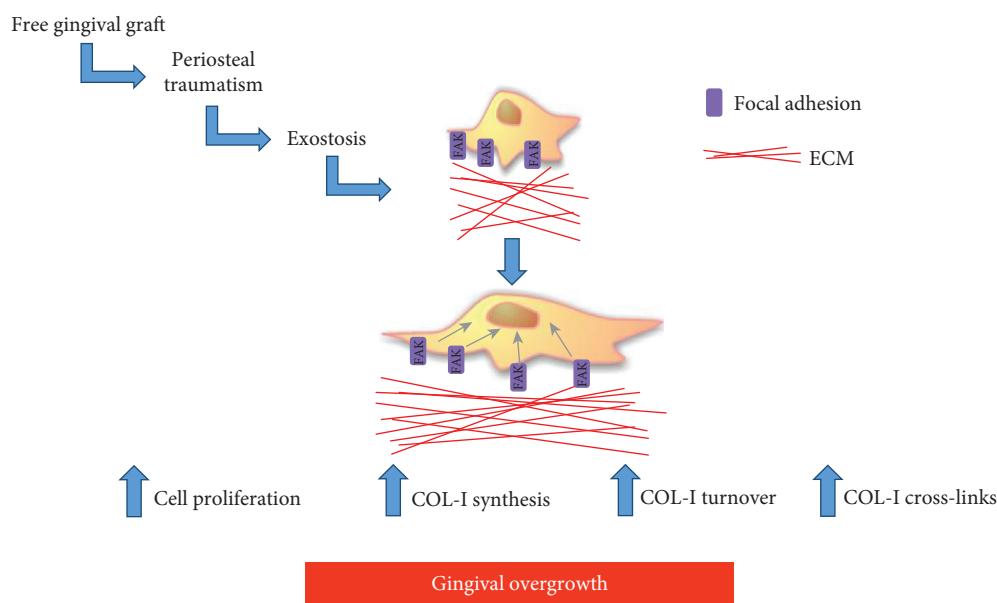 Free gingival graft
Periosteal
traumatism
Exostosis
Focal adhesion
ECM
FAK
FAK
FAK
FAK
FAK
FAK
FAK
Cell proliferation
COL-I synthesis
COL-I turnover
COL-I cross-links
Gingival overgrowth